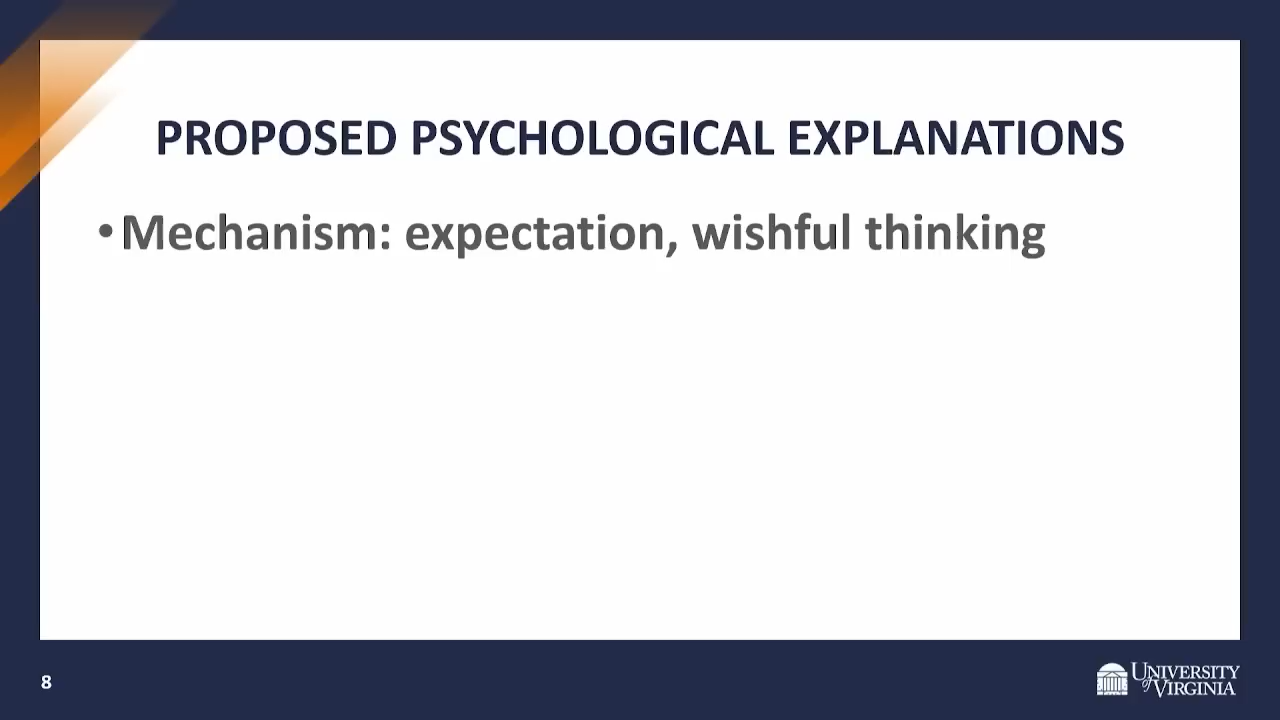 PROPOSED PSYCHOLOGICAL EXPLANATIONS
•Mechanism: expectation, wishful thinking
8
UNIVERSITY
of VIRGINIA